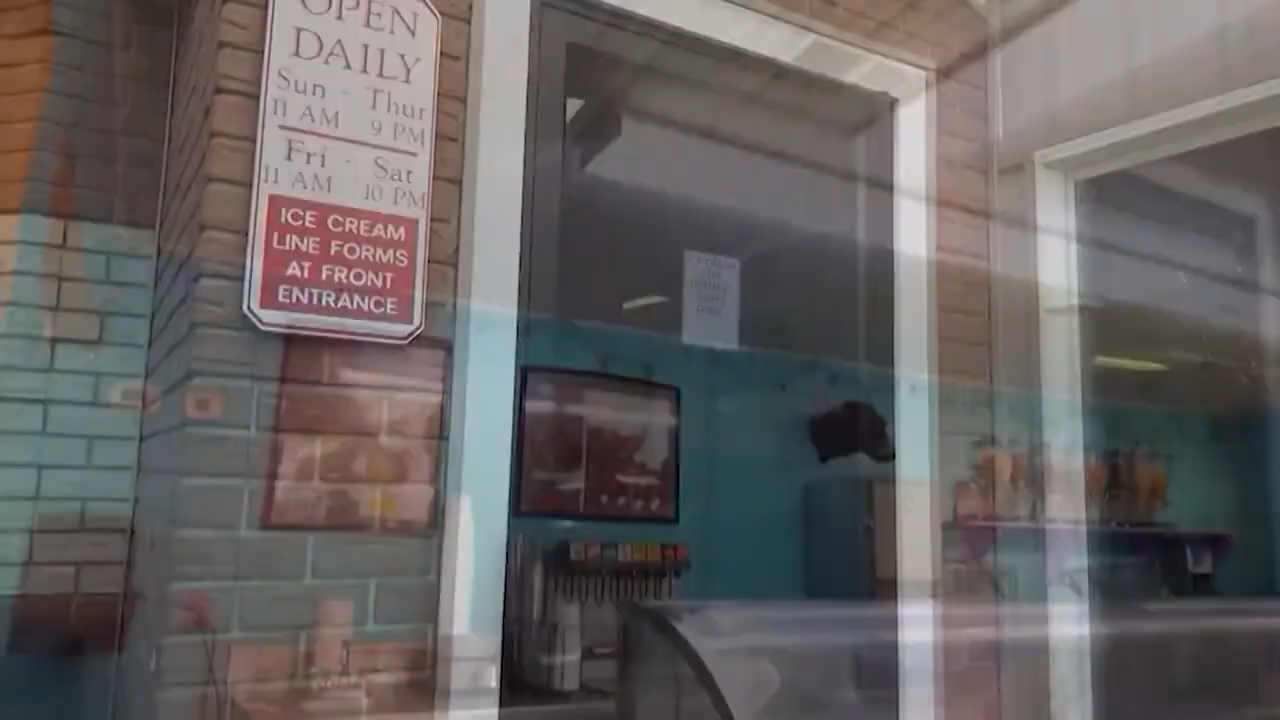 OPEN
DAILY
Sun - Thur
11 AM 9 PM
Fri - Sat
11 AM 10 PM
ICE CREAM
LINE FORMS
AT FRONT
ENTRANCE